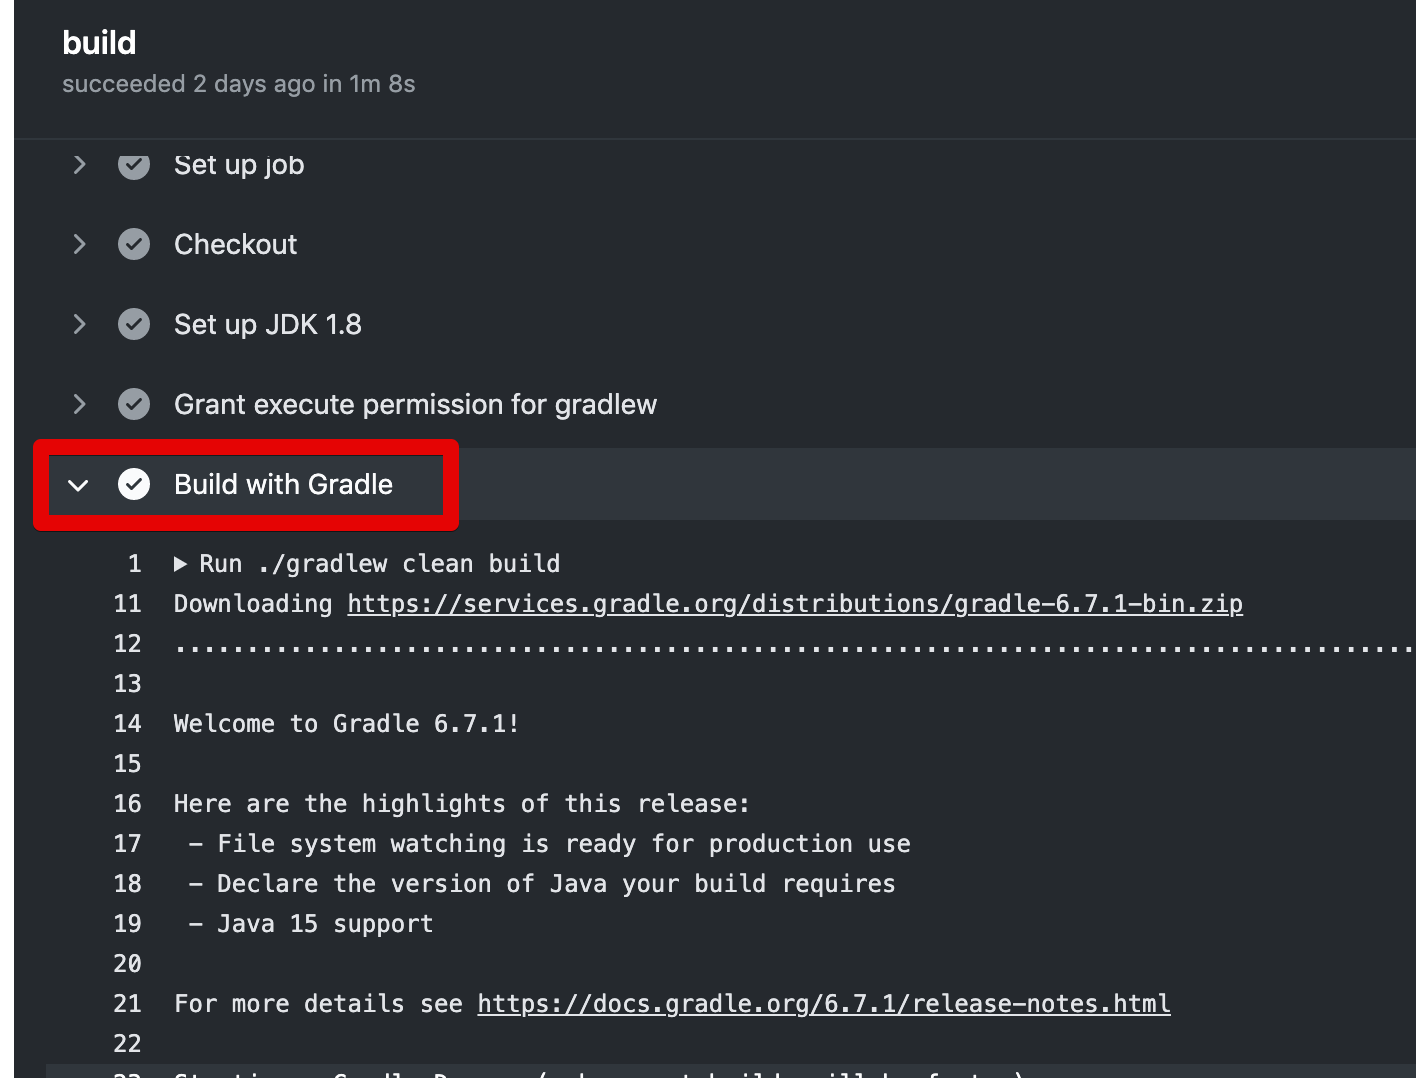 build
succeeded 2 days ago in 1m 8s
Set up job
Checkout
Set up JDK 1.8
Grant execute permission for gradlew
Build with Gradle
1 ▶ Run ./gradlew clean build
11 Downloading https://services.gradle.org/distributions/gradle-6.7.1-bin.zip
12 ......................................................................................
13
14 Welcome to Gradle 6.7.1!
15
16 Here are the highlights of this release:
17 - File system watching is ready for production use
18 - Declare the version of Java your build requires
19 - Java 15 support
20
21 For more details see https://docs.gradle.org/6.7.1/release-notes.html
22